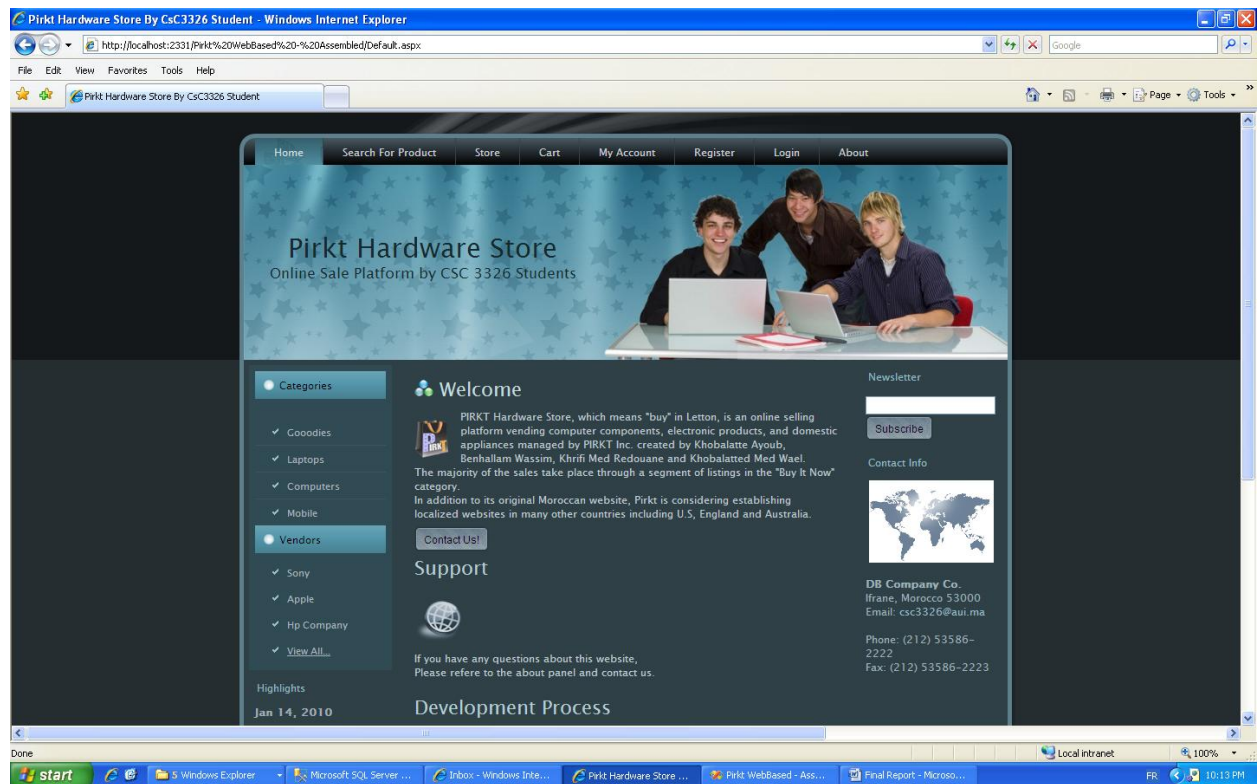 Pirkt Hardware Store By CsC3326 Student - Windows Internet Explorer
http://localhost:2331/Pirkt%20WebBased%20-%20Assembled/Default.aspx
Google
File Edit View Favorites Tools Help
Pirkt Hardware Store By CsC3326 Student
Page Tools »
Home Search For Product Store Cart My Account Register Login About
Pirkt Hardware Store
Online Sale Platform by CSC 3326 Students
Categories
Gooodies
Laptops
Computers
Mobile
Vendors
Sony
Apple
Hp Company
View All...
Highlights
Jan 14, 2010
Welcome
PIRKT
PIRKT Hardware Store, which means "buy" in Letton, is an online selling
platform vending computer components, electronic products, and domestic
appliances managed by PIRKT Inc. created by Khobalatte Ayoub,
Benhallam Wassim, Khrifi Med Redouane and Khobalatted Med Wael.
The majority of the sales take place through a segment of listings in the "Buy It Now"
category.
In addition to its original Moroccan website, Pirkt is considering establishing
localized websites in many other countries including U.S, England and Australia.
Contact Us!
Support
If you have any questions about this website,
Please refere to the about panel and contact us.
Development Process
Newsletter
Subscribe
Contact Info
DB Company Co.
Ifrane, Morocco 53000
Email: csc3326@aui.ma
Phone: (212) 53586-
2222
Fax: (212) 53586-2223
Done
Local intranet
100%
start
5 Windows Explorer
Microsoft SQL Server ...
Inbox - Windows Inte...
Pirkt Hardware Store ...
Pirkt WebBased - Ass...
Final Report - Microso...
FR
10:13 PM